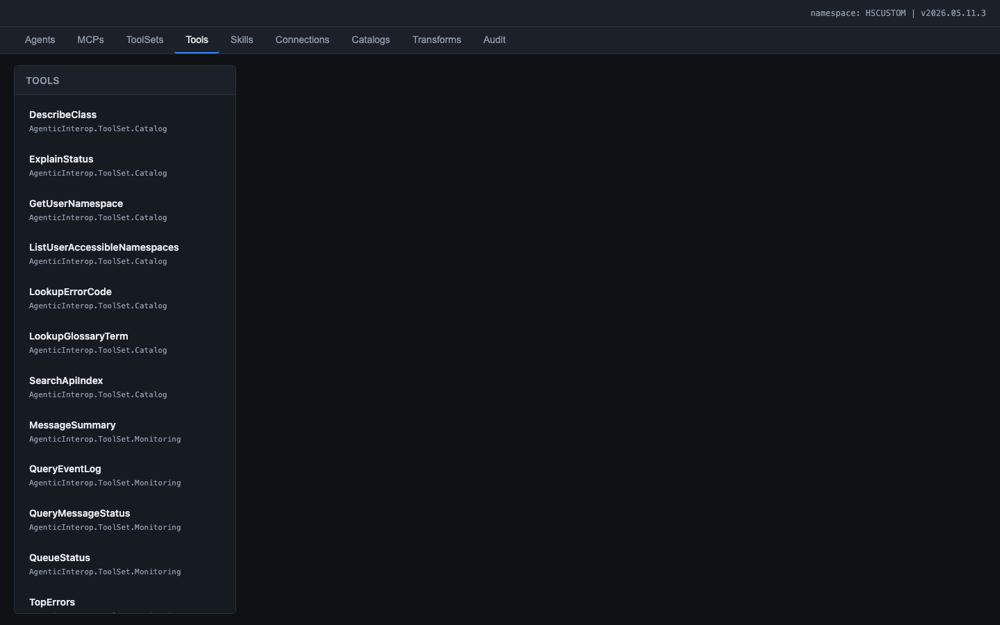 namespace: HSCUSTOM | v2026.05.11.3
Agents MCPs ToolSets Tools Skills Connections Catalogs Transforms Audit
TOOLS
DescribeClass
AgenticInterop.ToolSet.Catalog
ExplainStatus
AgenticInterop.ToolSet.Catalog
GetUserNamespace
AgenticInterop.ToolSet.Catalog
ListUserAccessibleNamespaces
AgenticInterop.ToolSet.Catalog
LookupErrorCode
AgenticInterop.ToolSet.Catalog
LookupGlossaryTerm
AgenticInterop.ToolSet.Catalog
SearchApiIndex
AgenticInterop.ToolSet.Catalog
MessageSummary
AgenticInterop.ToolSet.Monitoring
QueryEventLog
AgenticInterop.ToolSet.Monitoring
QueryMessageStatus
AgenticInterop.ToolSet.Monitoring
QueueStatus
AgenticInterop.ToolSet.Monitoring
TopErrors